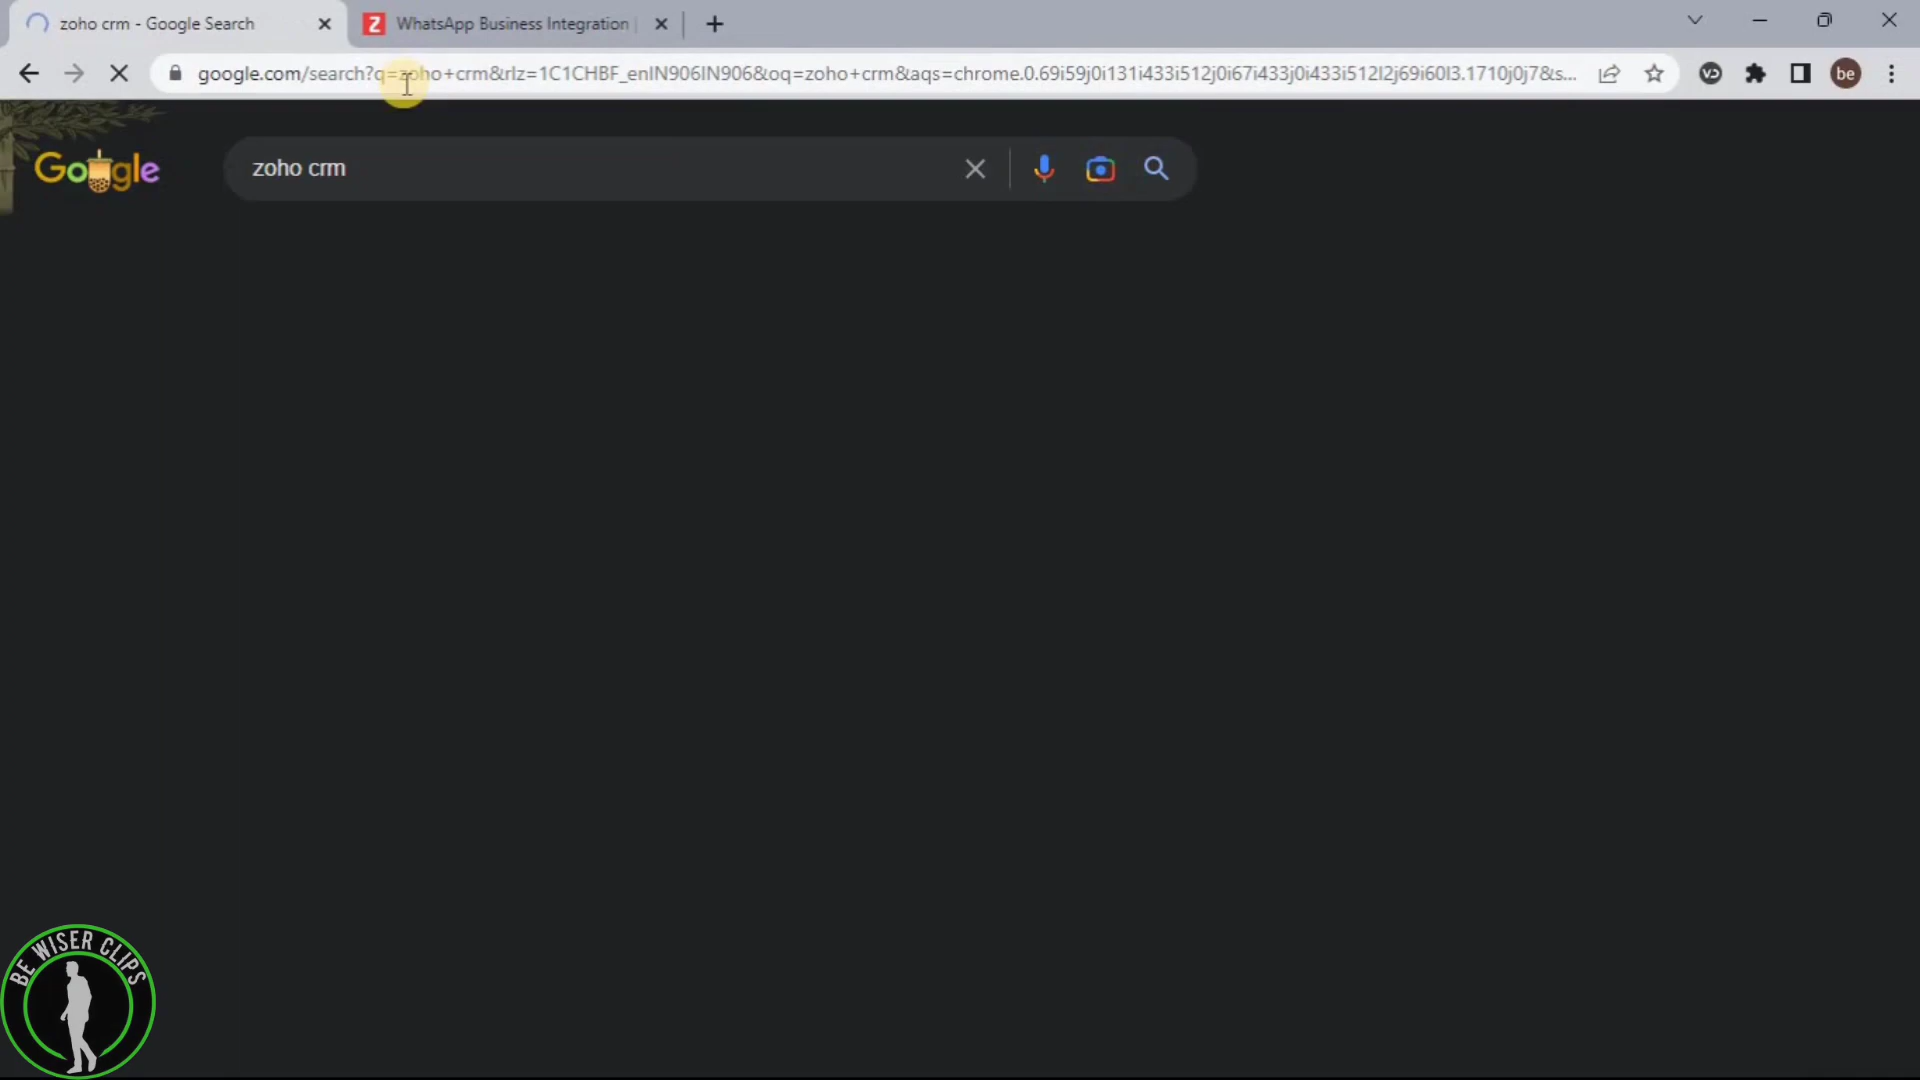 zoho crm - Google Search
WhatsApp Business Integration
google.com/search?q=zoho+crm&rlz=1C1CHBF_enIN906IN906&oq=zoho+crm&aqs=chrome.0.69i59j0i131i433i512j0i67i433j0i433i512l2j69i60l3.1710j0j7&s...
be
Google
zoho crm
BE WISER CLIPS